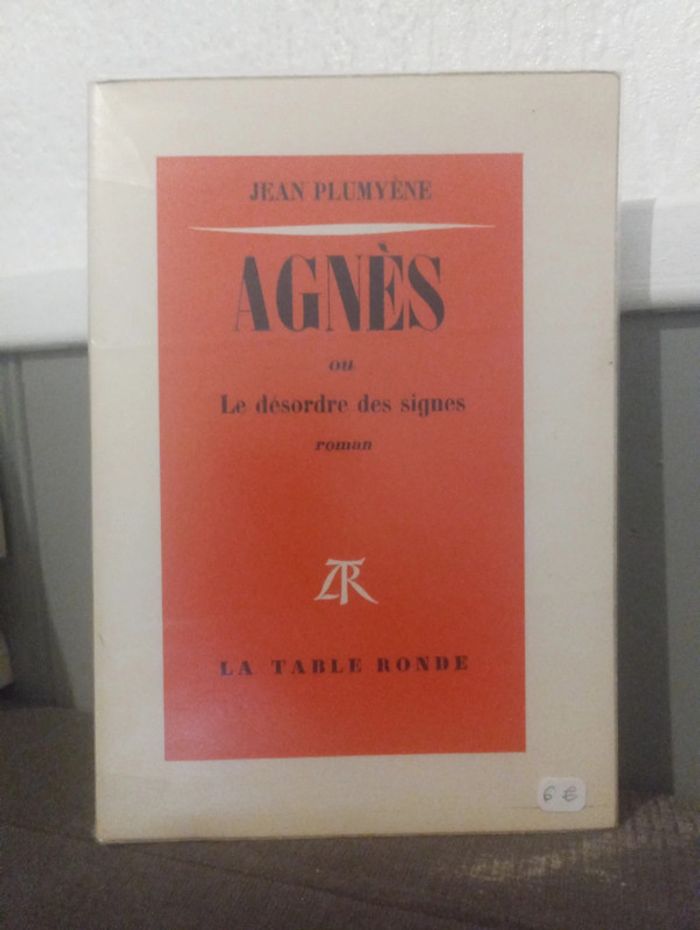 JEAN PLUMYÈNE
AGNÈS
ou
Le désordre des signes
roman
LTR
LA TABLE RONDE
6 €